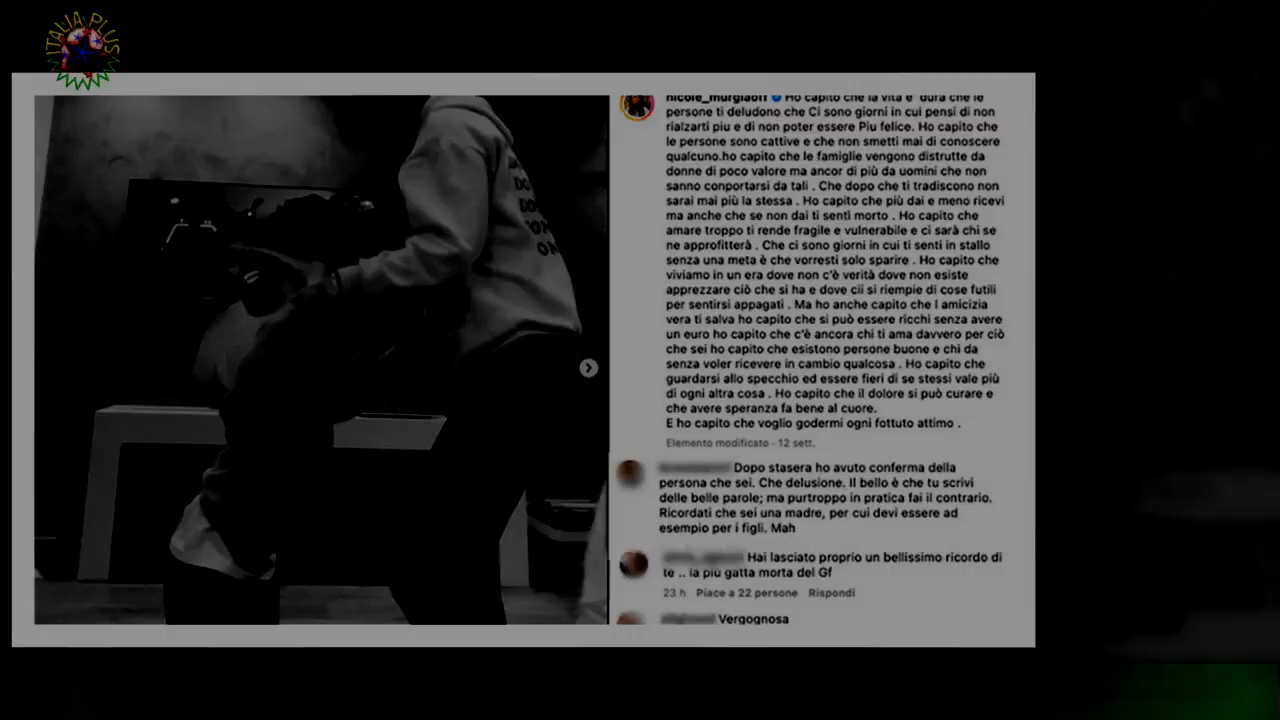 ITALIA PLUS
nicole_murgiaoff Ho capito che la vita e' dura che le
persone ti deludono che Ci sono giorni in cui pensi di non
rialzarti piu e di non poter essere Piu felice. Ho capito che
le persone sono cattive e che non smetti mai di conoscere
qualcuno.ho capito che le famiglie vengono distrutte da
donne di poco valore ma ancor di più da uomini che non
sanno conportarsi da tali . Che dopo che ti tradiscono non
sarai mai più la stessa . Ho capito che più dai e meno ricevi
ma anche che se non dai ti senti morto . Ho capito che
amare troppo ti rende fragile e vulnerabile e ci sarà chi se
ne approfitterà . Che ci sono giorni in cui ti senti in stallo
senza una meta è che vorresti solo sparire . Ho capito che
viviamo in un era dove non c'è verità dove non esiste
apprezzare ciò che si ha e dove cii si riempie di cose futili
per sentirsi appagati . Ma ho anche capito che l amicizia
vera ti salva ho capito che si può essere ricchi senza avere
un euro ho capito che c'è ancora chi ti ama davvero per ciò
che sei ho capito che esistono persone buone e chi da
senza voler ricevere in cambio qualcosa . Ho capito che
guardarsi allo specchio ed essere fieri di se stessi vale più
di ogni altra cosa . Ho capito che il dolore si può curare e
che avere speranza fa bene al cuore.
E ho capito che voglio godermi ogni fottuto attimo .
Elemento modificato · 12 sett.
Dopo stasera ho avuto conferma della
persona che sei. Che delusione. Il bello è che tu scrivi
delle belle parole; ma purtroppo in pratica fai il contrario.
Ricordati che sei una madre, per cui devi essere ad
esempio per i figli. Mah
Hai lasciato proprio un bellissimo ricordo di
te .. la più gatta morta del Gf
23 h Piace a 22 persone Rispondi
Vergognosa